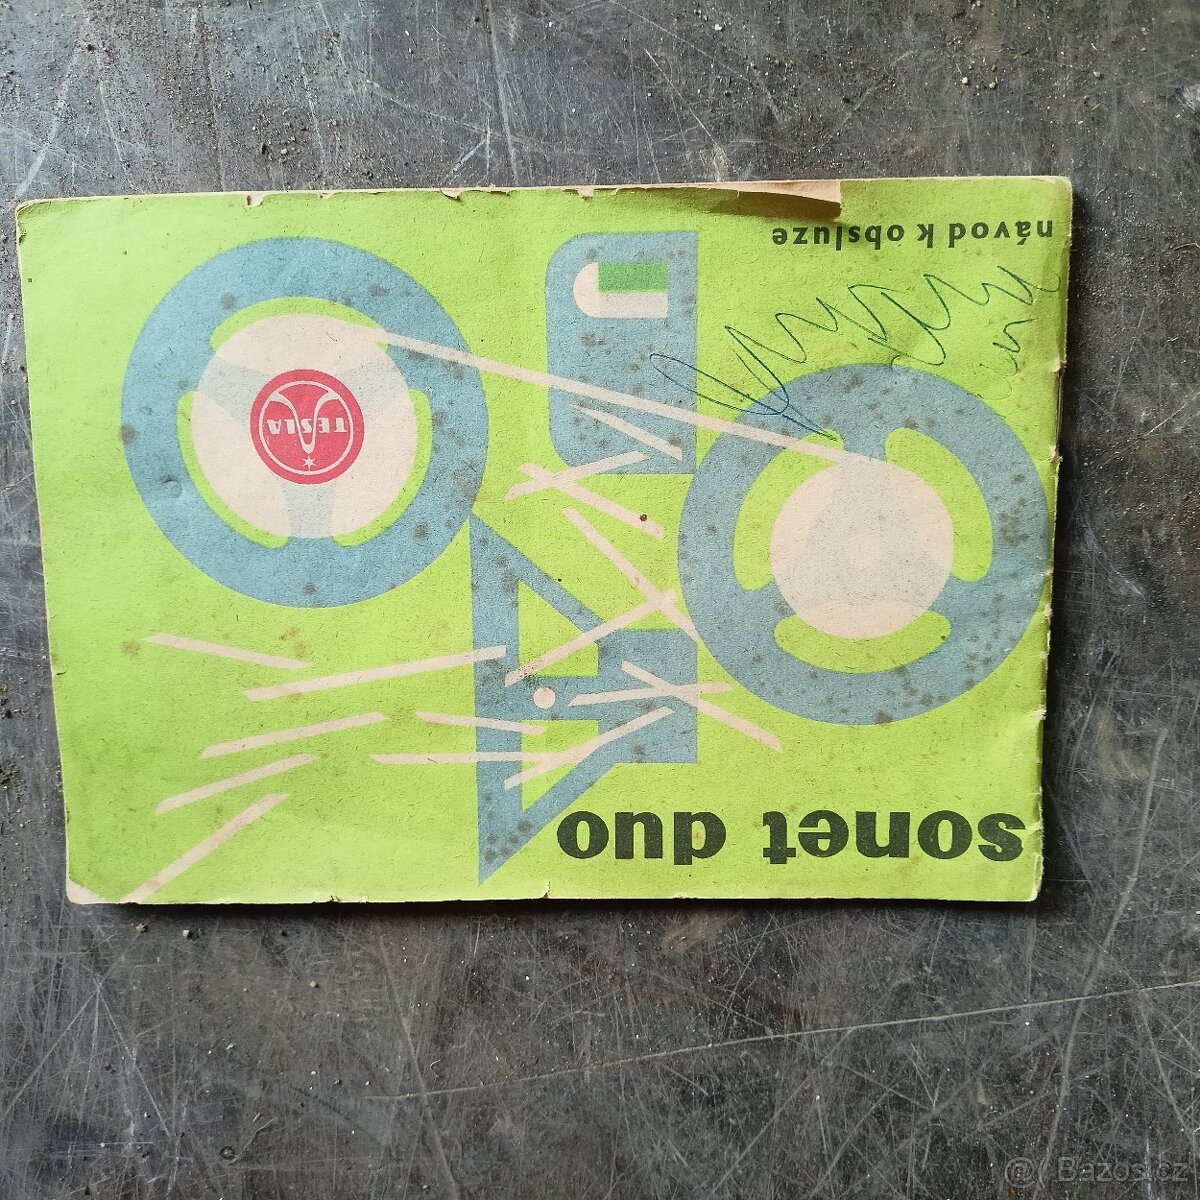 sonet duo
TESLA
návod k obsluze
@ Bazos.cz